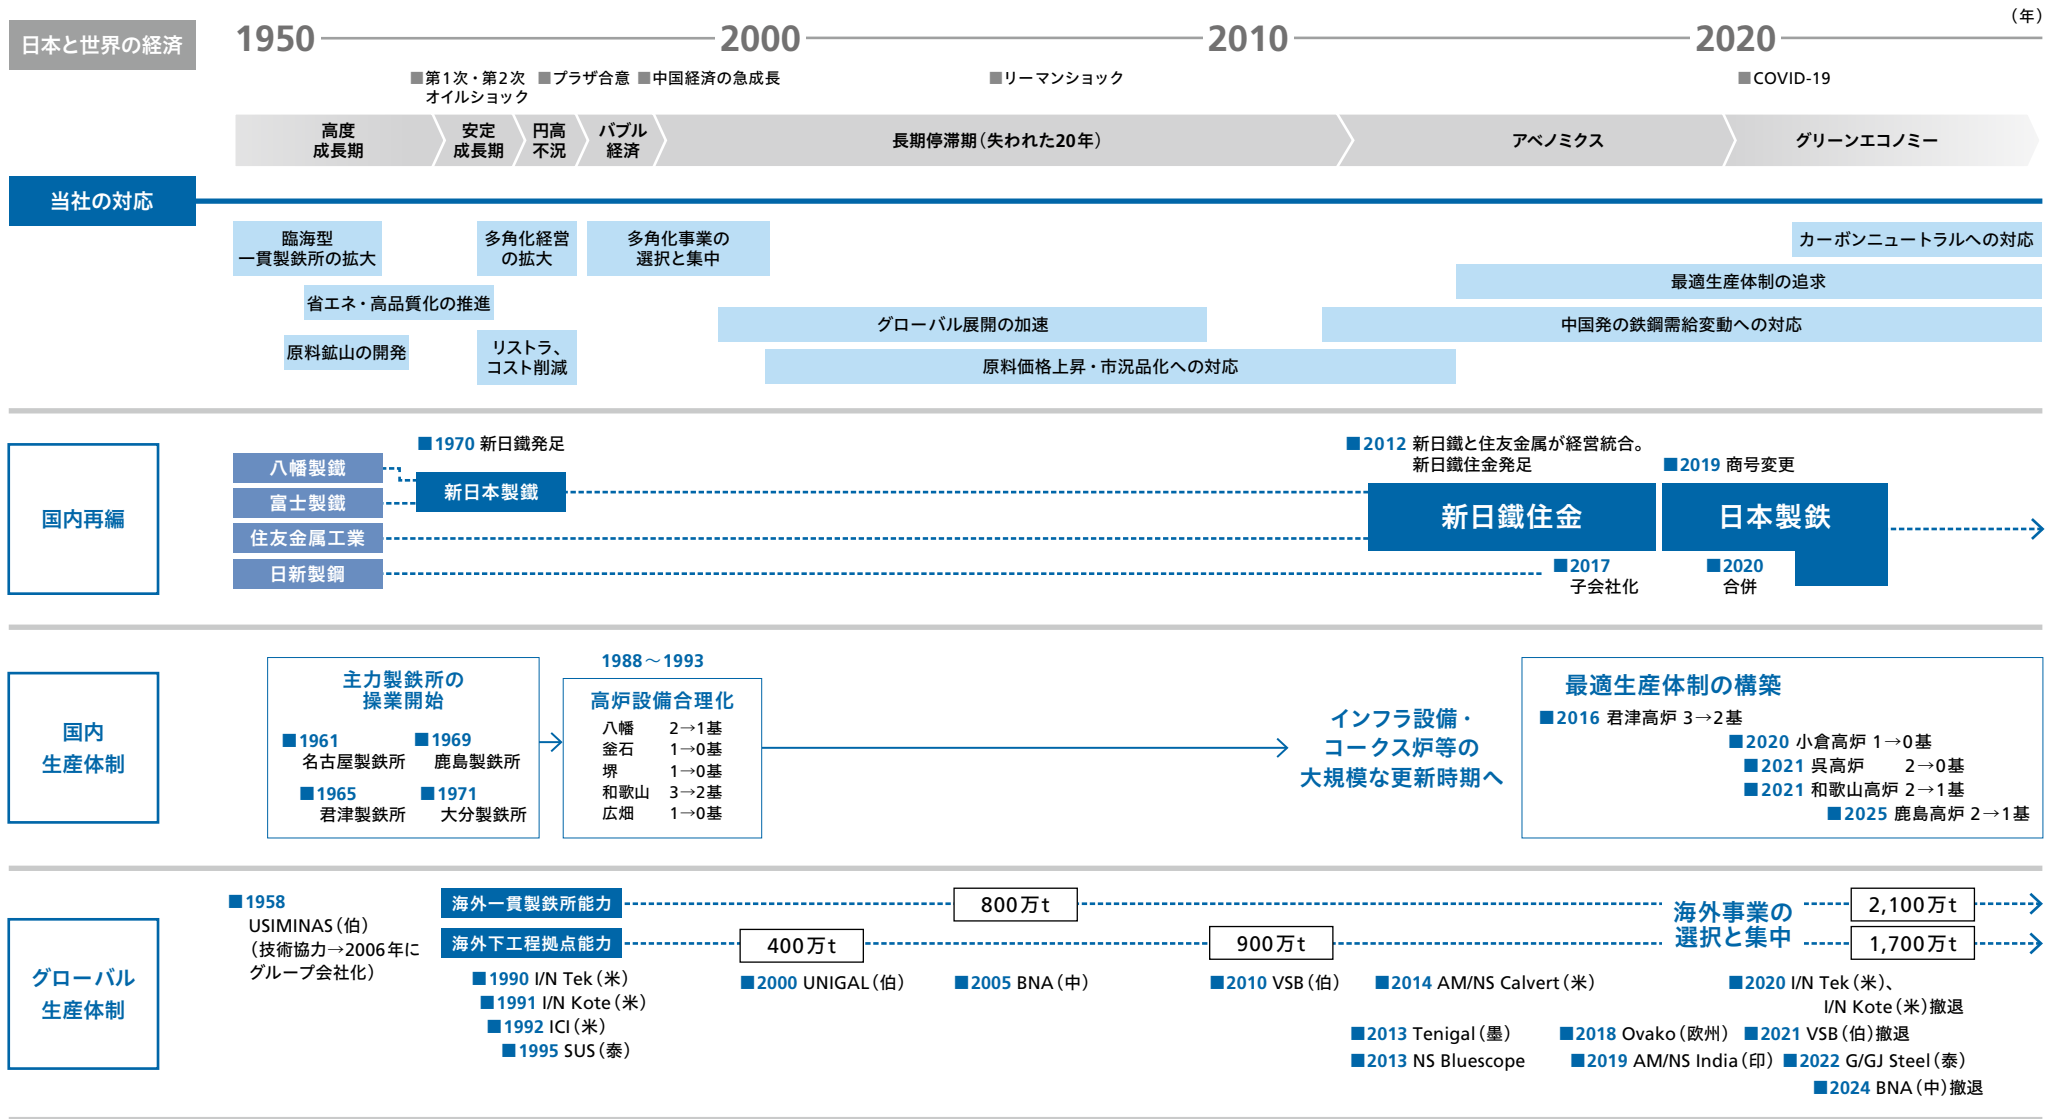 (年)
日本と世界の経済
1950
2000
2010
2020
■第1次・第2次
オイルショック
■プラザ合意
■中国経済の急成長
■リーマンショック
■COVID-19
高度
成長期
安定
成長期
円高
不況
バブル
経済
長期停滞期（失われた20年）
アベノミクス
グリーンエコノミー
当社の対応
臨海型
一貫製鉄所の拡大
多角化経営
の拡大
多角化事業の
選択と集中
カーボンニュートラルへの対応
最適生産体制の追求
省エネ・高品質化の推進
グローバル展開の加速
中国発の鉄鋼需給変動への対応
原料鉱山の開発
リストラ、
コスト削減
原料価格上昇・市況品化への対応
国内再編
■1970 新日鐵発足
■2012 新日鐵と住友金属が経営統合。
新日鐵住金発足
■2019 商号変更
八幡製鐵
富士製鐵
住友金属工業
日新製鋼
新日本製鐵
新日鐵住金
日本製鉄
■2017
子会社化
■2020
合併
国内
生産体制
主力製鉄所の
操業開始
■1961
名古屋製鉄所
■1969
鹿島製鉄所
■1965
君津製鉄所
■1971
大分製鉄所
1988～1993
高炉設備合理化
八幡 2→1基
釜石 1→0基
堺 1→0基
和歌山 3→2基
広畑 1→0基
インフラ設備・
コークス炉等の
大規模な更新時期へ
最適生産体制の構築
■2016 君津高炉 3→2基
■2020 小倉高炉 1→0基
■2021 呉高炉 2→0基
■2021 和歌山高炉 2→1基
■2025 鹿島高炉 2→1基
グローバル
生産体制
■1958
USIMINAS（伯）
（技術協力→2006年に
グループ会社化）
海外一貫製鉄所能力
800万t
2,100万t
海外下工程拠点能力
400万t
900万t
1,700万t
海外事業の
選択と集中
■1990 I/N Tek（米）
■1991 I/N Kote（米）
■1992 ICI（米）
■1995 SUS（泰）
■2000 UNIGAL（伯）
■2005 BNA（中）
■2010 VSB（伯）
■2014 AM/NS Calvert（米）
■2020 I/N Tek（米）、
I/N Kote（米）撤退
■2013 Tenigal（墨）
■2018 Ovako（欧州）
■2021 VSB（伯）撤退
■2013 NS Bluescope
■2019 AM/NS India（印）
■2022 G/GJ Steel（泰）
■2024 BNA（中）撤退